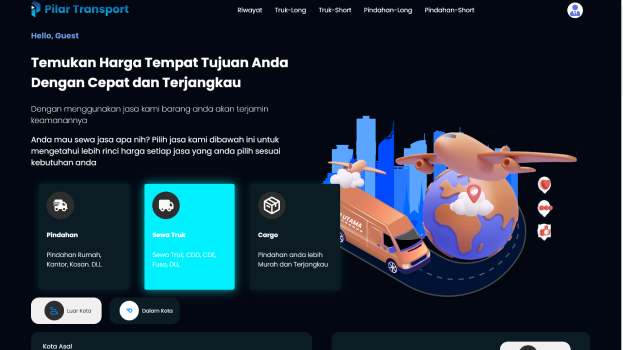 Pilar Transport
Riwayat Truk-Long Truk-Short Pindahan-Long Pindahan-Short
Hello, Guest
Temukan Harga Tempat Tujuan Anda
Dengan Cepat dan Terjangkau
Dengan menggunakan jasa kami barang anda akan terjamin
keamanannya
Anda mau sewa jasa apa nih? Pilih jasa kami dibawah ini untuk
mengetahui lebih rinci harga setiap jasa yang anda pilih sesuai
kebutuhan anda
Pindahan
Pindahan Rumah,
Kantor, Kosan. DLL.
Sewa Truk
Sewa Truk, CDD, CDE,
Fuso, DLL.
Cargo
Pindahan anda lebih
Murah dan Terjangkau
UTAMA
Luar Kota
Dalam Kota
Kota Asal